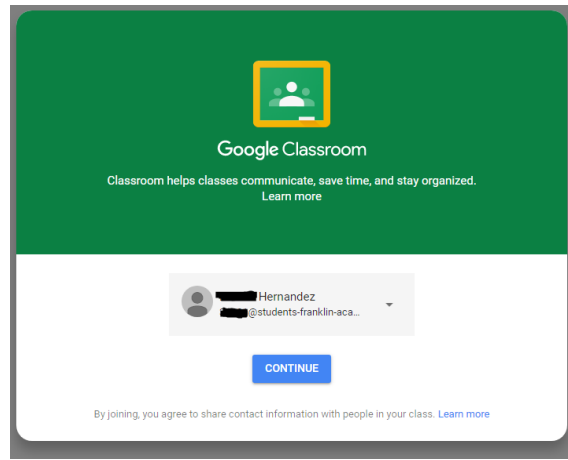 Google Classroom
Classroom helps classes communicate, save time, and stay organized.
Learn more
Hernandez
@students-franklin-aca...
CONTINUE
By joining, you agree to share contact information with people in your class. Learn more